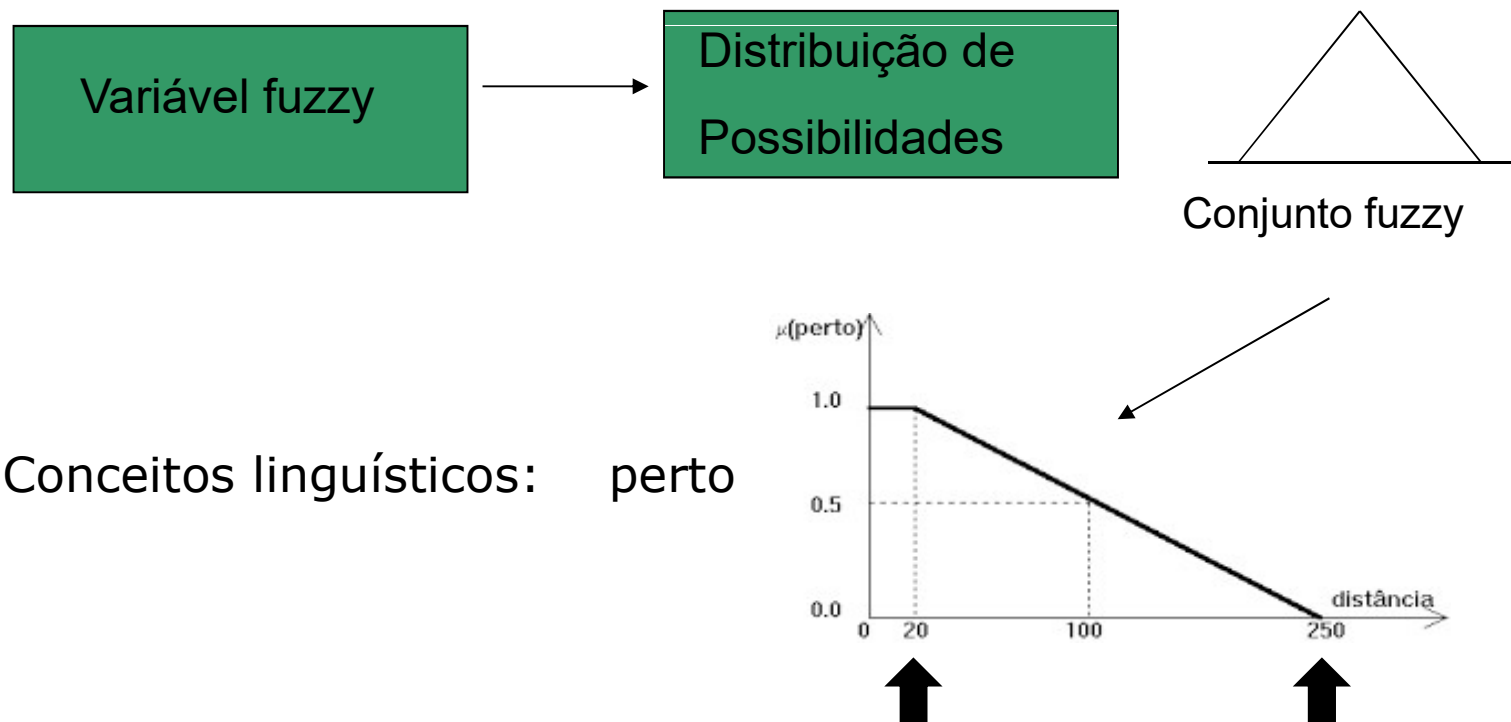 Variável fuzzy
Distribuição de
Possibilidades
Conjunto fuzzy
Conceitos linguísticos: perto
μ(perto)
1.0
0.5
0.0
0 20 100 250
distância